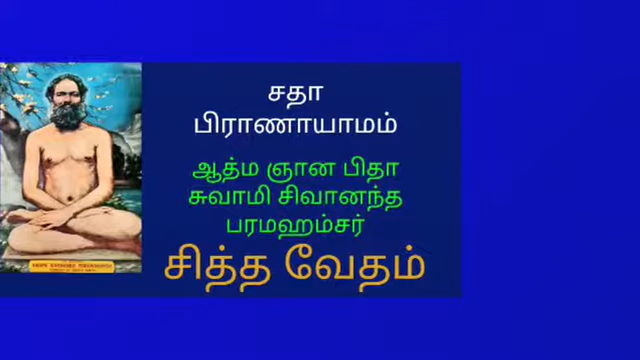 சதா
பிராணாயாமம்
ஆத்ம ஞான பிதா
சுவாமி சிவானந்த
பரமஹம்சர்
சித்த வேதம்